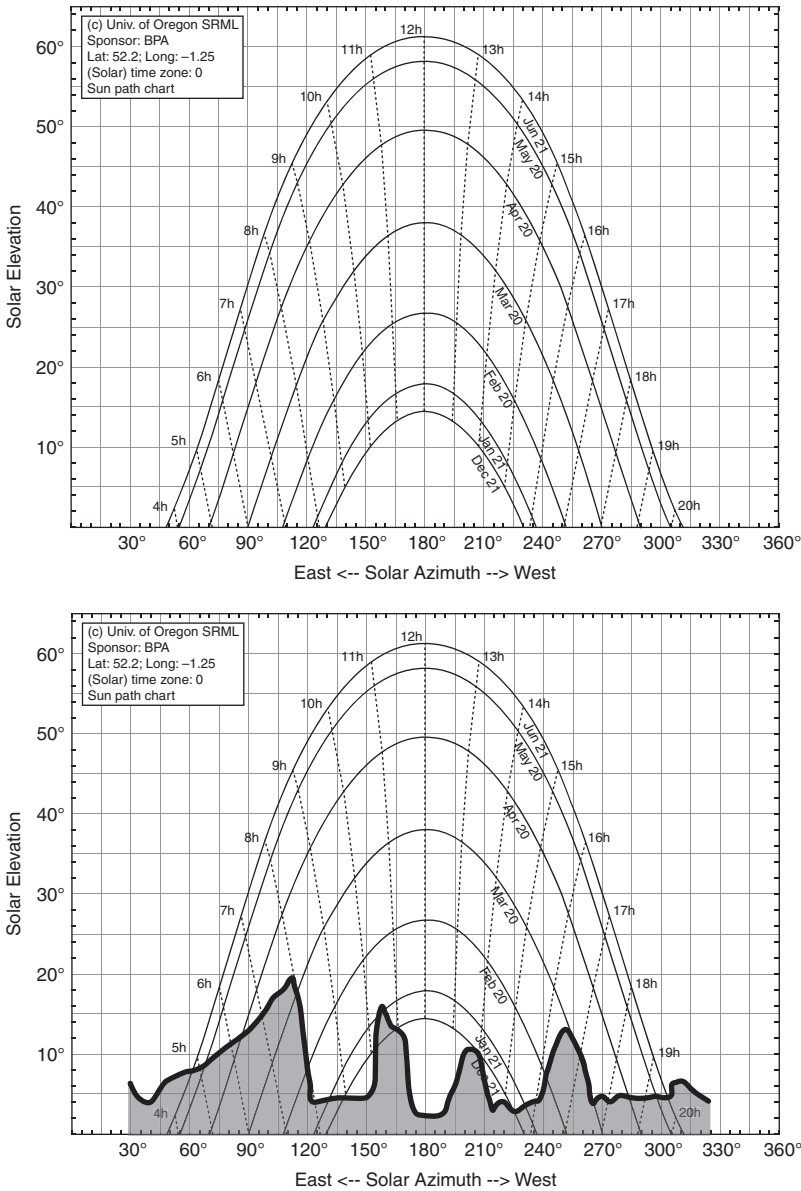 (c) Univ. of Oregon SRML
Sponsor: BPA
Lat: 52.2; Long: –1.25
(Solar) time zone: 0
Sun path chart
60°
50°
40°
30°
20°
10°
Solar Elevation
4h
5h
6h
7h
8h
9h
10h
11h
12h
13h
14h
15h
16h
17h
18h
19h
20h
Jun 21
May 20
Apr 20
Mar 20
Feb 20
Jan 21
Dec 21
30° 60° 90° 120° 150° 180° 210° 240° 270° 300° 330° 360°
East <-- Solar Azimuth --> West
(c) Univ. of Oregon SRML
Sponsor: BPA
Lat: 52.2; Long: –1.25
(Solar) time zone: 0
Sun path chart
60°
50°
40°
30°
20°
10°
Solar Elevation
4h
5h
6h
7h
8h
9h
10h
11h
12h
13h
14h
15h
16h
17h
18h
19h
20h
Jun 21
May 20
Apr 20
Mar 20
Feb 20
Jan 21
Dec 21
30° 60° 90° 120° 150° 180° 210° 240° 270° 300° 330° 360°
East <-- Solar Azimuth --> West